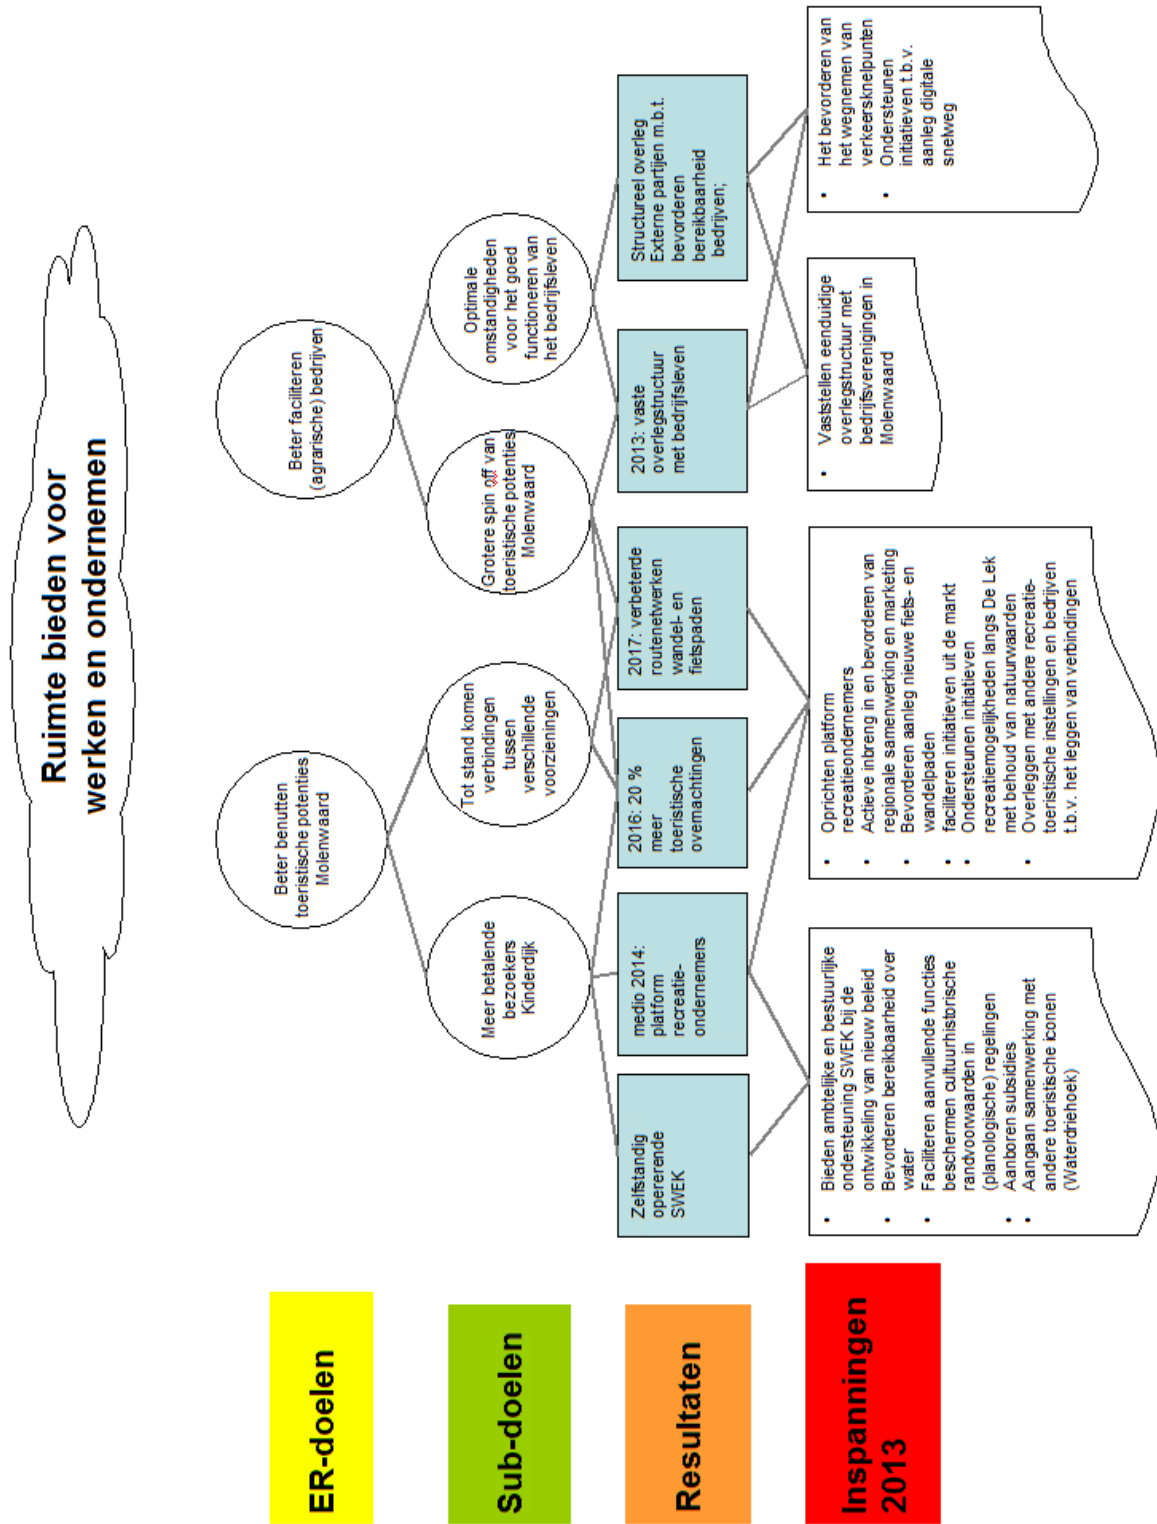 Ruimte bieden voor
werken en ondernemen
ER-doelen
Beter benutten
toeristische potenties
Molenwaard
Beter faciliteren
(agrarische) bedrijven
Sub-doelen
Meer betalende
bezoekers
Kinderdijk
Tot stand komen
verbindingen
tussen
verschillende
voorzieningen
Grotere spin off van
toeristische potenties
Molenwaard
Optimale
omstandigheden
voor het goed
functioneren van
het bedrijfsleven
Resultaten
Zelfstandig
opererende
SWEK
medio 2014:
platform
recreatie-
ondernemers
2016: 20 %
meer
toeristische
overnachtingen
2017: verbeterde
routenetwerken
wandel- en
fietspaden
2013: vaste
overlegstructuur
met bedrijfsleven
Structureel overleg
Externe partijen m.b.t.
bevorderen
bereikbaarheid
bedrijven;
Inspanningen
2013
• Bieden ambtelijke en bestuurlijke
ondersteuning SWEK bij de
ontwikkeling van nieuw beleid
• Bevorderen bereikbaarheid over
water
• Faciliteren aanvullende functies
beschermen cultuurhistorische
randvoorwaarden in
(planologische) regelingen
• Aanboren subsidies
• Aangaan samenwerking met
andere toeristische iconen
(Waterdriehoek)
• Oprichten platform
recreatieondernemers
• Actieve inbreng in en bevorderen van
regionale samenwerking en marketing
• Bevorderen aanleg nieuwe fiets- en
wandelpaden
• faciliteren initiatieven uit de markt
• Ondersteunen initiatieven
recreatiemogelijkheden langs De Lek
met behoud van natuurwaarden
• Overleggen met andere recreatie-
toeristische instellingen en bedrijven
t.b.v. het leggen van verbindingen
• Vaststellen eenduidige
overlegstructuur met
bedrijfsverenigingen in
Molenwaard
• Het bevorderen van
het wegnemen van
verkeersknelpunten
• Ondersteunen
initiatieven t.b.v.
aanleg digitale
snelweg